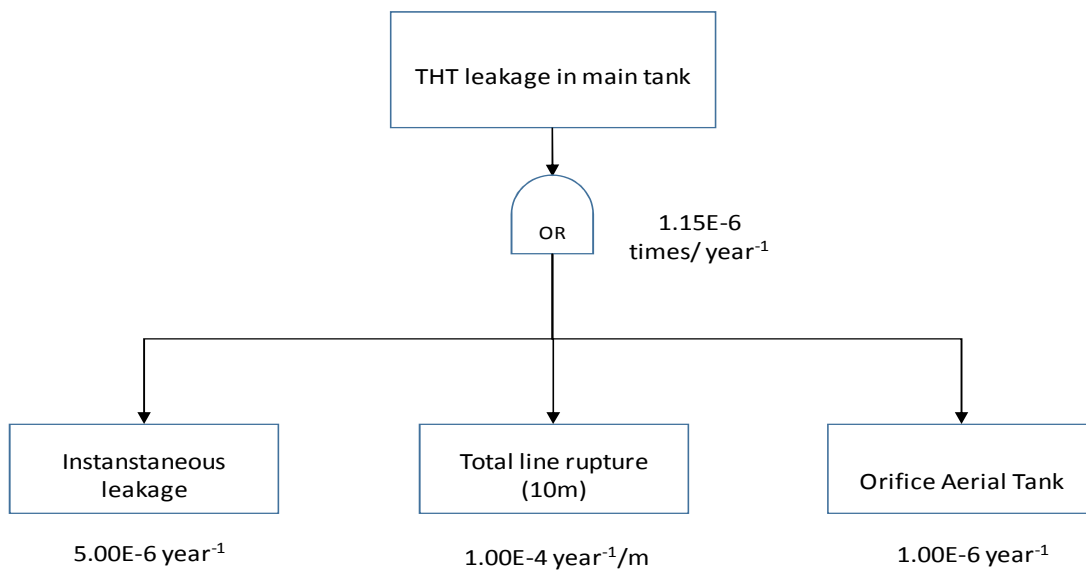 THT leakage in main tank
OR
1.15E-6
times/ year⁻¹
Instanstaneous
leakage
Total line rupture
(10m)
Orifice Aerial Tank
5.00E-6 year⁻¹
1.00E-4 year⁻¹/m
1.00E-6 year⁻¹